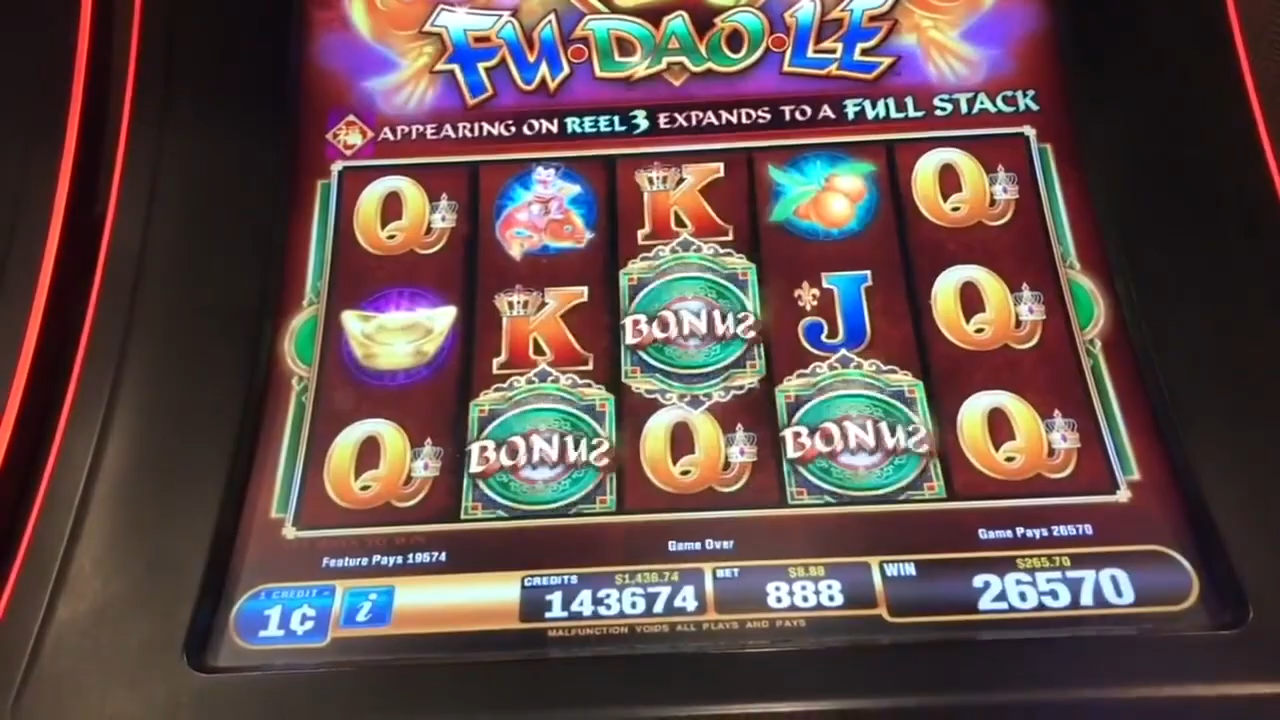 FU·DAO·LE
福 APPEARING ON REEL 3 EXPANDS TO A FULL STACK
Q K Q
K BONUS J Q
Q BONUS Q BONUS Q
Feature Pays 19574 Game Over Game Pays 26570
1 CREDIT = 1¢ i CREDITS $1,436.74 143674 BET $8.88 888 WIN $265.70 26570
MALFUNCTION VOIDS ALL PLAYS AND PAYS